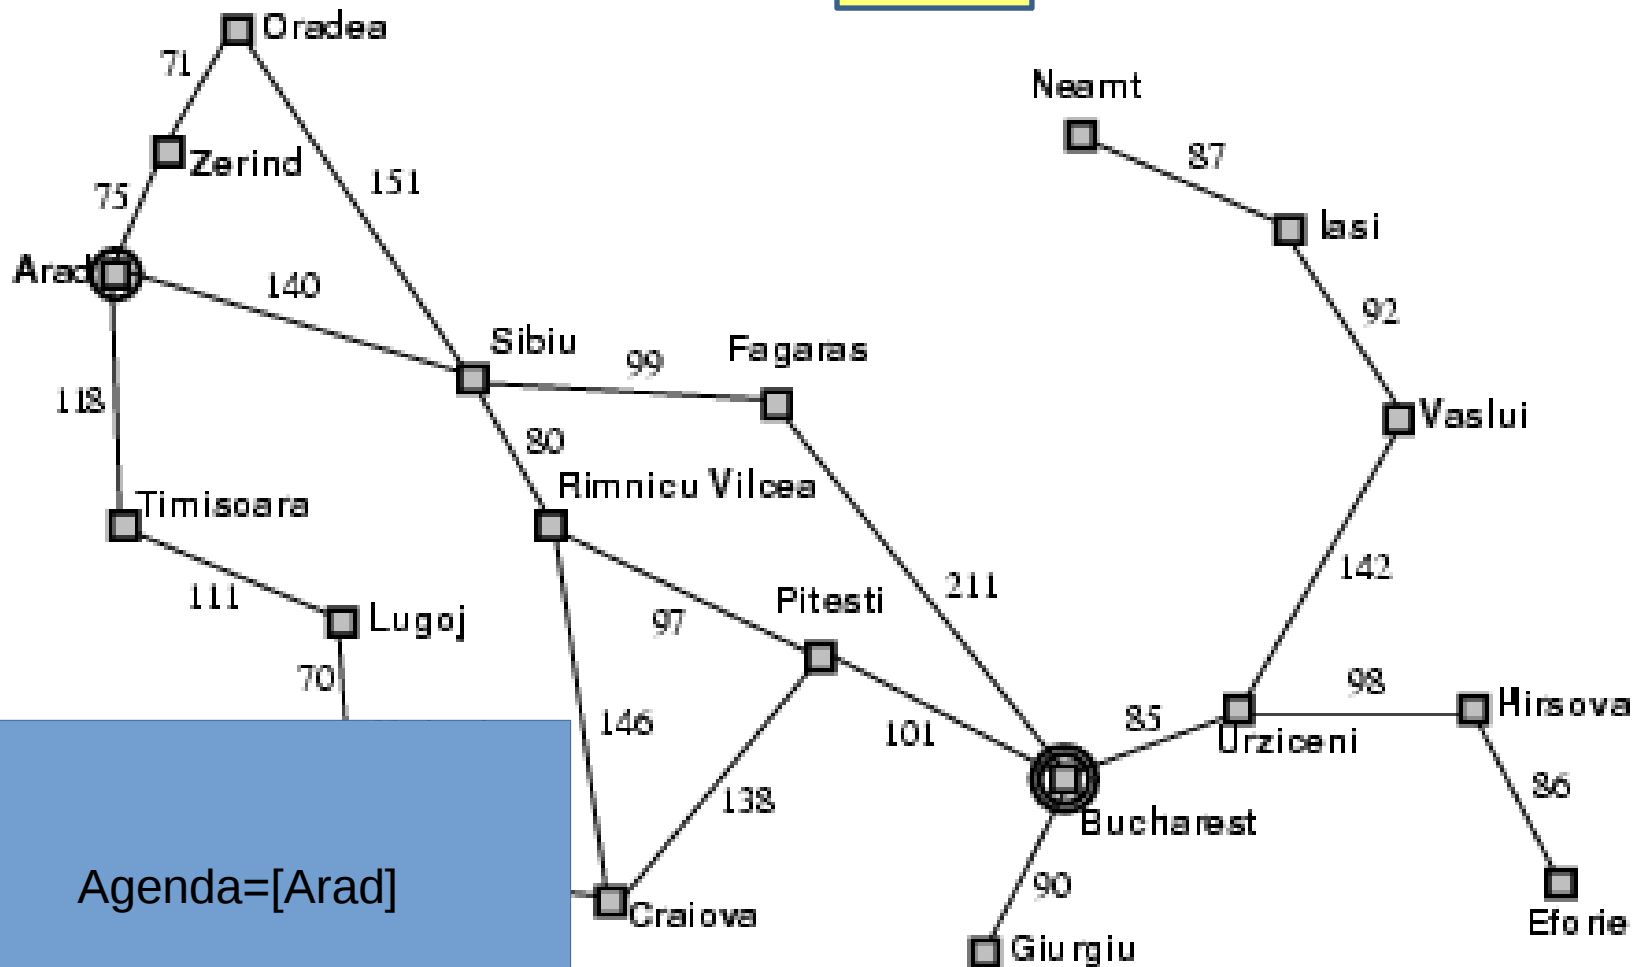 Oradea
71
Neamt
87
Zerind
151
75
Iasi
Arad
140
92
Sibiu
99
Fagaras
118
Vaslui
80
Rimnicu Vilcea
Timisoara
142
211
111
Pitesti
Lugoj
97
70
98
Hirsova
146
101
85
Urziceni
86
138
Bucharest
Agenda=[Arad]
90
Craiova
Eforie
Giurgiu